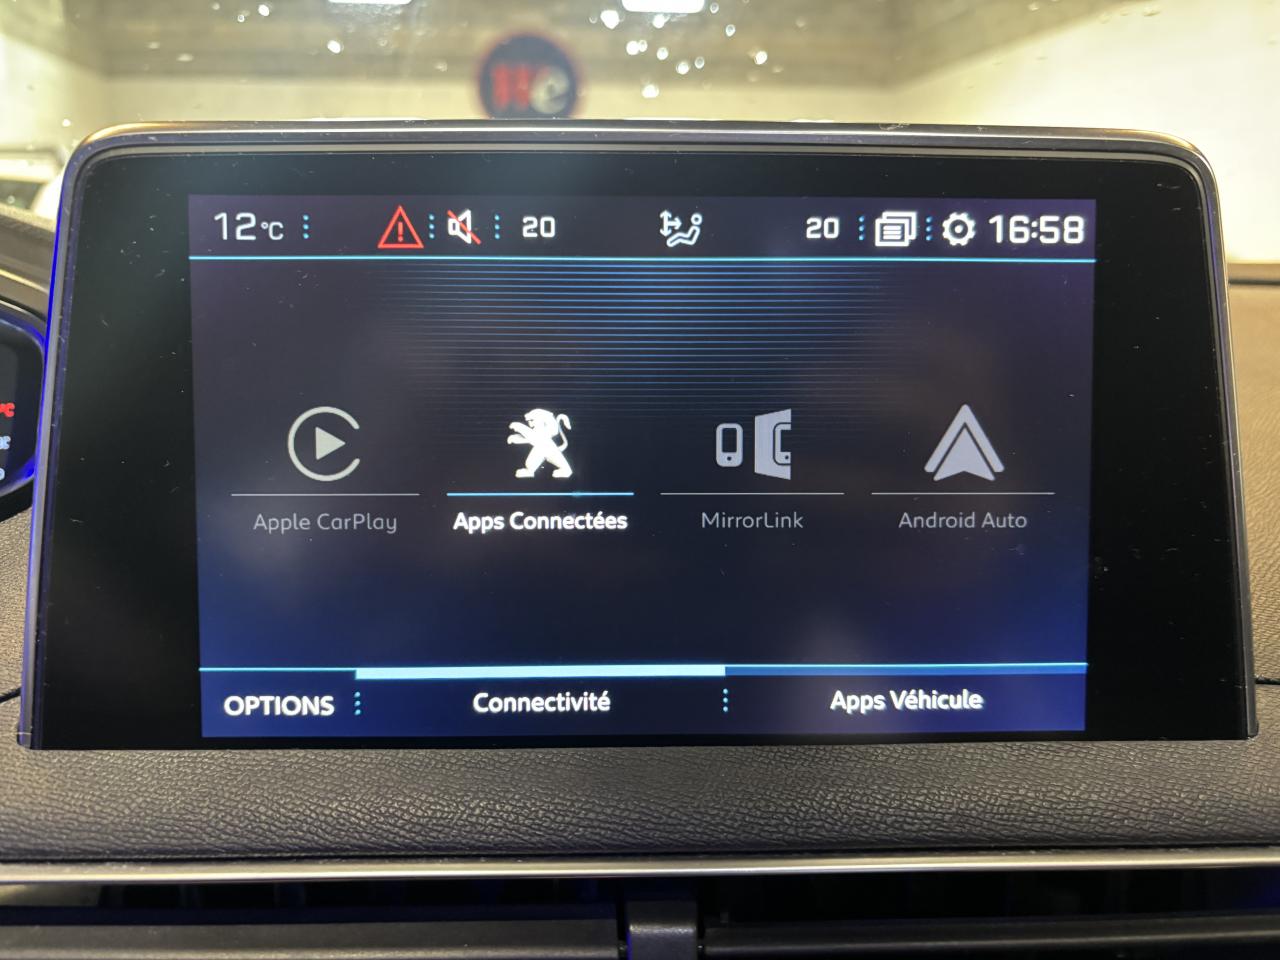 12°C 20 20 16:58
Apple CarPlay
Apps Connectées
MirrorLink
Android Auto
OPTIONS
Connectivité
Apps Véhicule